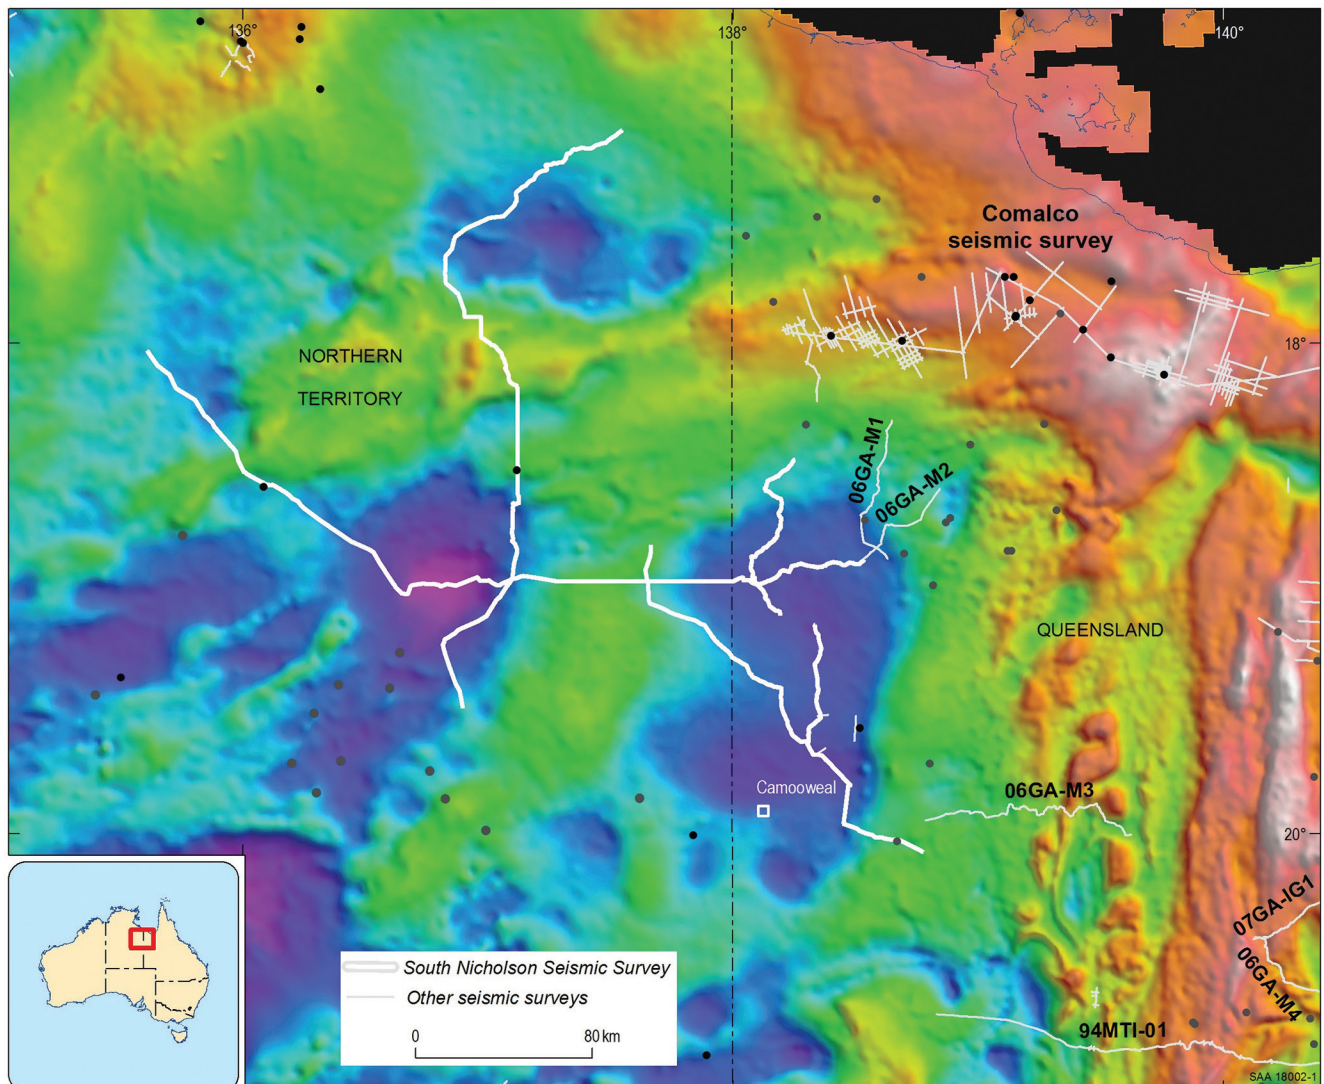 136°
138°
140°
Comalco
seismic survey
18°
NORTHERN
TERRITORY
06GA-M1
06GA-M2
QUEENSLAND
Camooweal
06GA-M3
20°
07GA-IG1
06GA-M4
94MTI-01
South Nicholson Seismic Survey
Other seismic surveys
0 80 km
SAA 18002-1